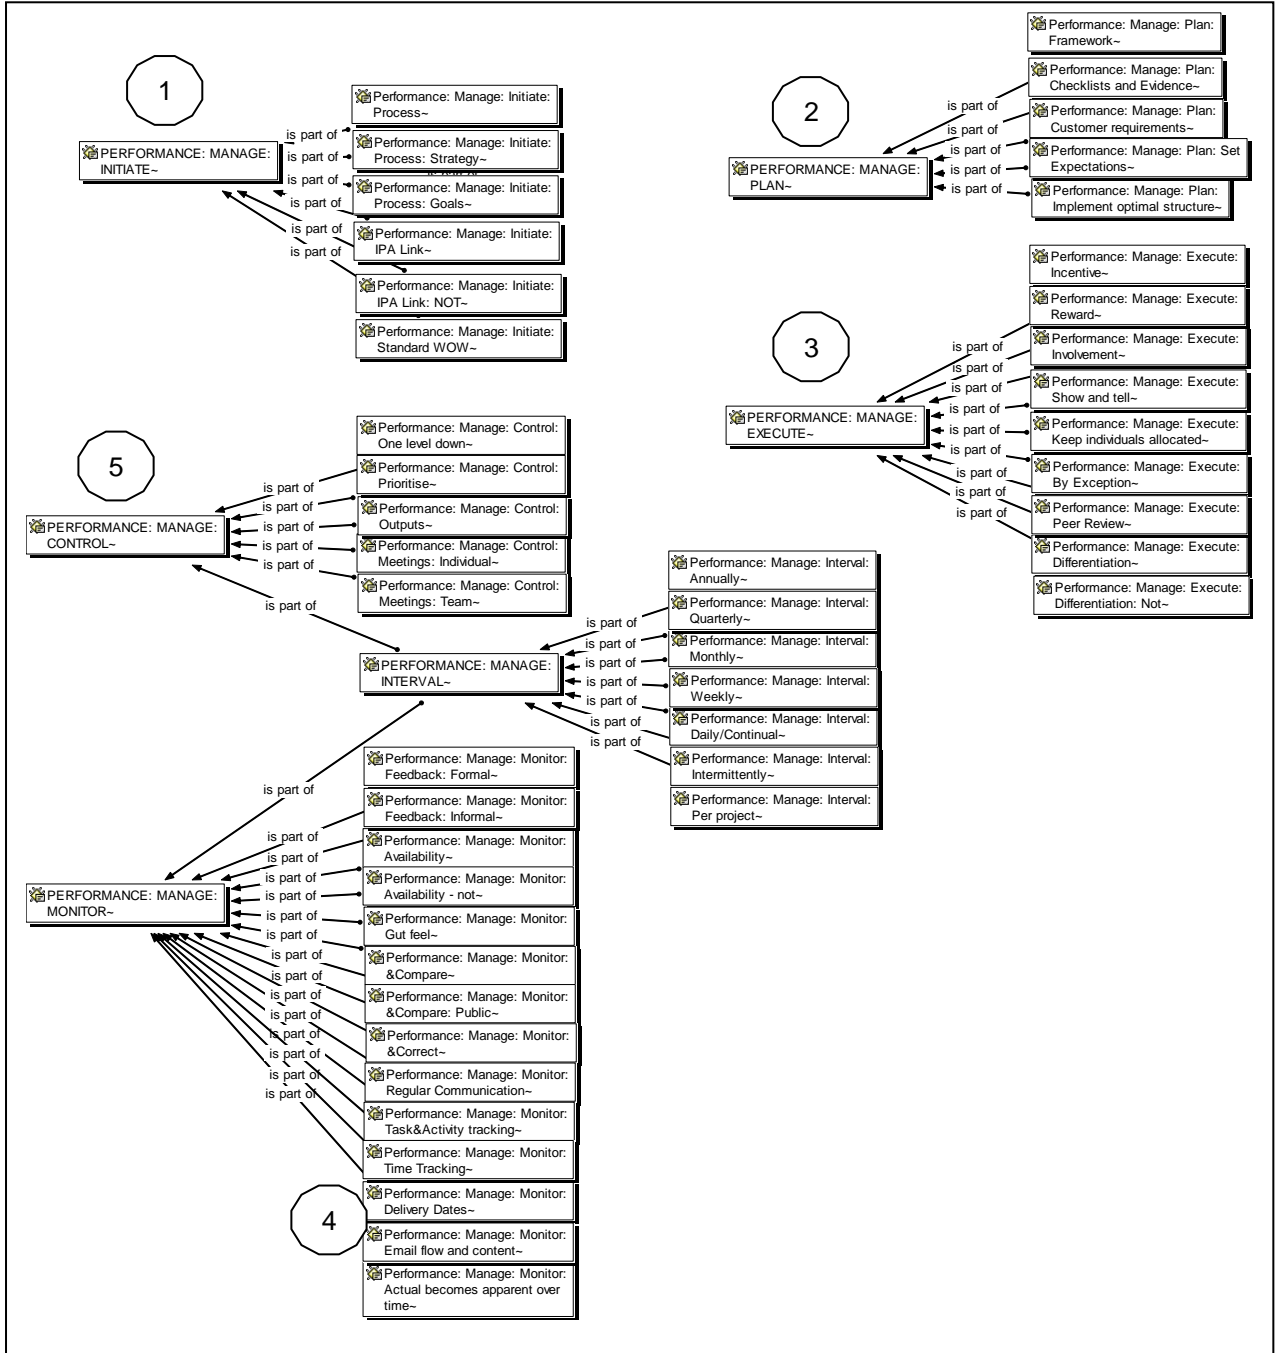 1
PERFORMANCE: MANAGE:
INITIATE~
is part of
is part of
is part of
is part of
is part of
is part of
Performance: Manage: Initiate:
Process~
Performance: Manage: Initiate:
Process: Strategy~
Performance: Manage: Initiate:
Process: Goals~
Performance: Manage: Initiate:
IPA Link~
Performance: Manage: Initiate:
IPA Link: NOT~
Performance: Manage: Initiate:
Standard WOW~
2
PERFORMANCE: MANAGE:
PLAN~
is part of
is part of
is part of
is part of
is part of
Performance: Manage: Plan:
Framework~
Performance: Manage: Plan:
Checklists and Evidence~
Performance: Manage: Plan:
Customer requirements~
Performance: Manage: Plan: Set
Expectations~
Performance: Manage: Plan:
Implement optimal structure~
3
PERFORMANCE: MANAGE:
EXECUTE~
is part of
is part of
is part of
is part of
is part of
is part of
is part of
is part of
is part of
Performance: Manage: Execute:
Incentive~
Performance: Manage: Execute:
Reward~
Performance: Manage: Execute:
Involvement~
Performance: Manage: Execute:
Show and tell~
Performance: Manage: Execute:
Keep individuals allocated~
Performance: Manage: Execute:
By Exception~
Performance: Manage: Execute:
Peer Review~
Performance: Manage: Execute:
Differentiation~
Performance: Manage: Execute:
Differentiation: Not~
5
PERFORMANCE: MANAGE:
CONTROL~
is part of
is part of
is part of
is part of
is part of
is part of
Performance: Manage: Control:
One level down~
Performance: Manage: Control:
Prioritise~
Performance: Manage: Control:
Outputs~
Performance: Manage: Control:
Meetings: Individual~
Performance: Manage: Control:
Meetings: Team~
PERFORMANCE: MANAGE:
INTERVAL~
is part of
is part of
is part of
is part of
is part of
is part of
is part of
Performance: Manage: Interval:
Annually~
Performance: Manage: Interval:
Quarterly~
Performance: Manage: Interval:
Monthly~
Performance: Manage: Interval:
Weekly~
Performance: Manage: Interval:
Daily/Continual~
Performance: Manage: Interval:
Intermittently~
Performance: Manage: Interval:
Per project~
is part of
PERFORMANCE: MANAGE:
MONITOR~
is part of
is part of
is part of
is part of
is part of
is part of
is part of
is part of
is part of
is part of
is part of
is part of
is part of
is part of
Performance: Manage: Monitor:
Feedback: Formal~
Performance: Manage: Monitor:
Feedback: Informal~
Performance: Manage: Monitor:
Availability~
Performance: Manage: Monitor:
Availability - not~
Performance: Manage: Monitor:
Gut feel~
Performance: Manage: Monitor:
&Compare~
Performance: Manage: Monitor:
&Compare: Public~
Performance: Manage: Monitor:
&Correct~
Performance: Manage: Monitor:
Regular Communication~
Performance: Manage: Monitor:
Task&Activity tracking~
Performance: Manage: Monitor:
Time Tracking~
Performance: Manage: Monitor:
Delivery Dates~
Performance: Manage: Monitor:
Email flow and content~
Performance: Manage: Monitor:
Actual becomes apparent over
time~
4